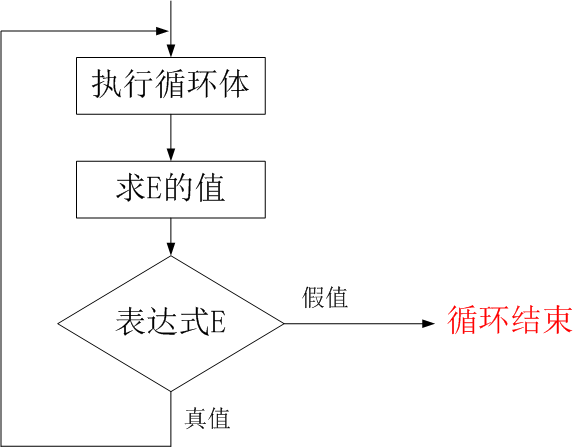 执行循环体
求E的值
表达式E
假值
循环结束
真值